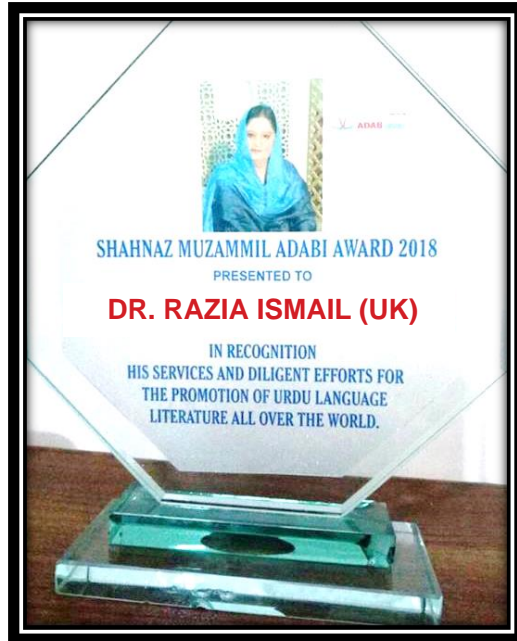 ADAB
SHAHNAZ MUZAMMIL ADABI AWARD 2018
PRESENTED TO
DR. RAZIA ISMAIL (UK)
IN RECOGNITION
HIS SERVICES AND DILIGENT EFFORTS FOR
THE PROMOTION OF URDU LANGUAGE
LITERATURE ALL OVER THE WORLD.